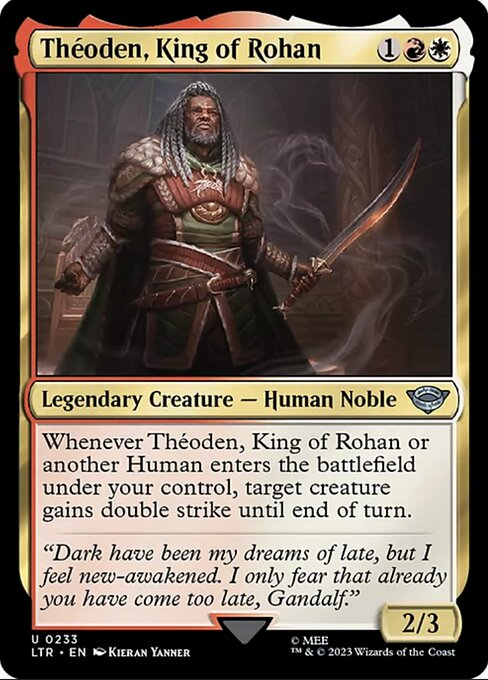 Théoden, King of Rohan 1
Legendary Creature — Human Noble
Whenever Théoden, King of Rohan or
another Human enters the battlefield
under your control, target creature
gains double strike until end of turn.
“Dark have been my dreams of late, but I
feel new-awakened. I only fear that already
you have come too late, Gandalf.”
2/3
U 0233
LTR • EN Kieran Yanner
© MEE
™ & © 2023 Wizards of the Coast